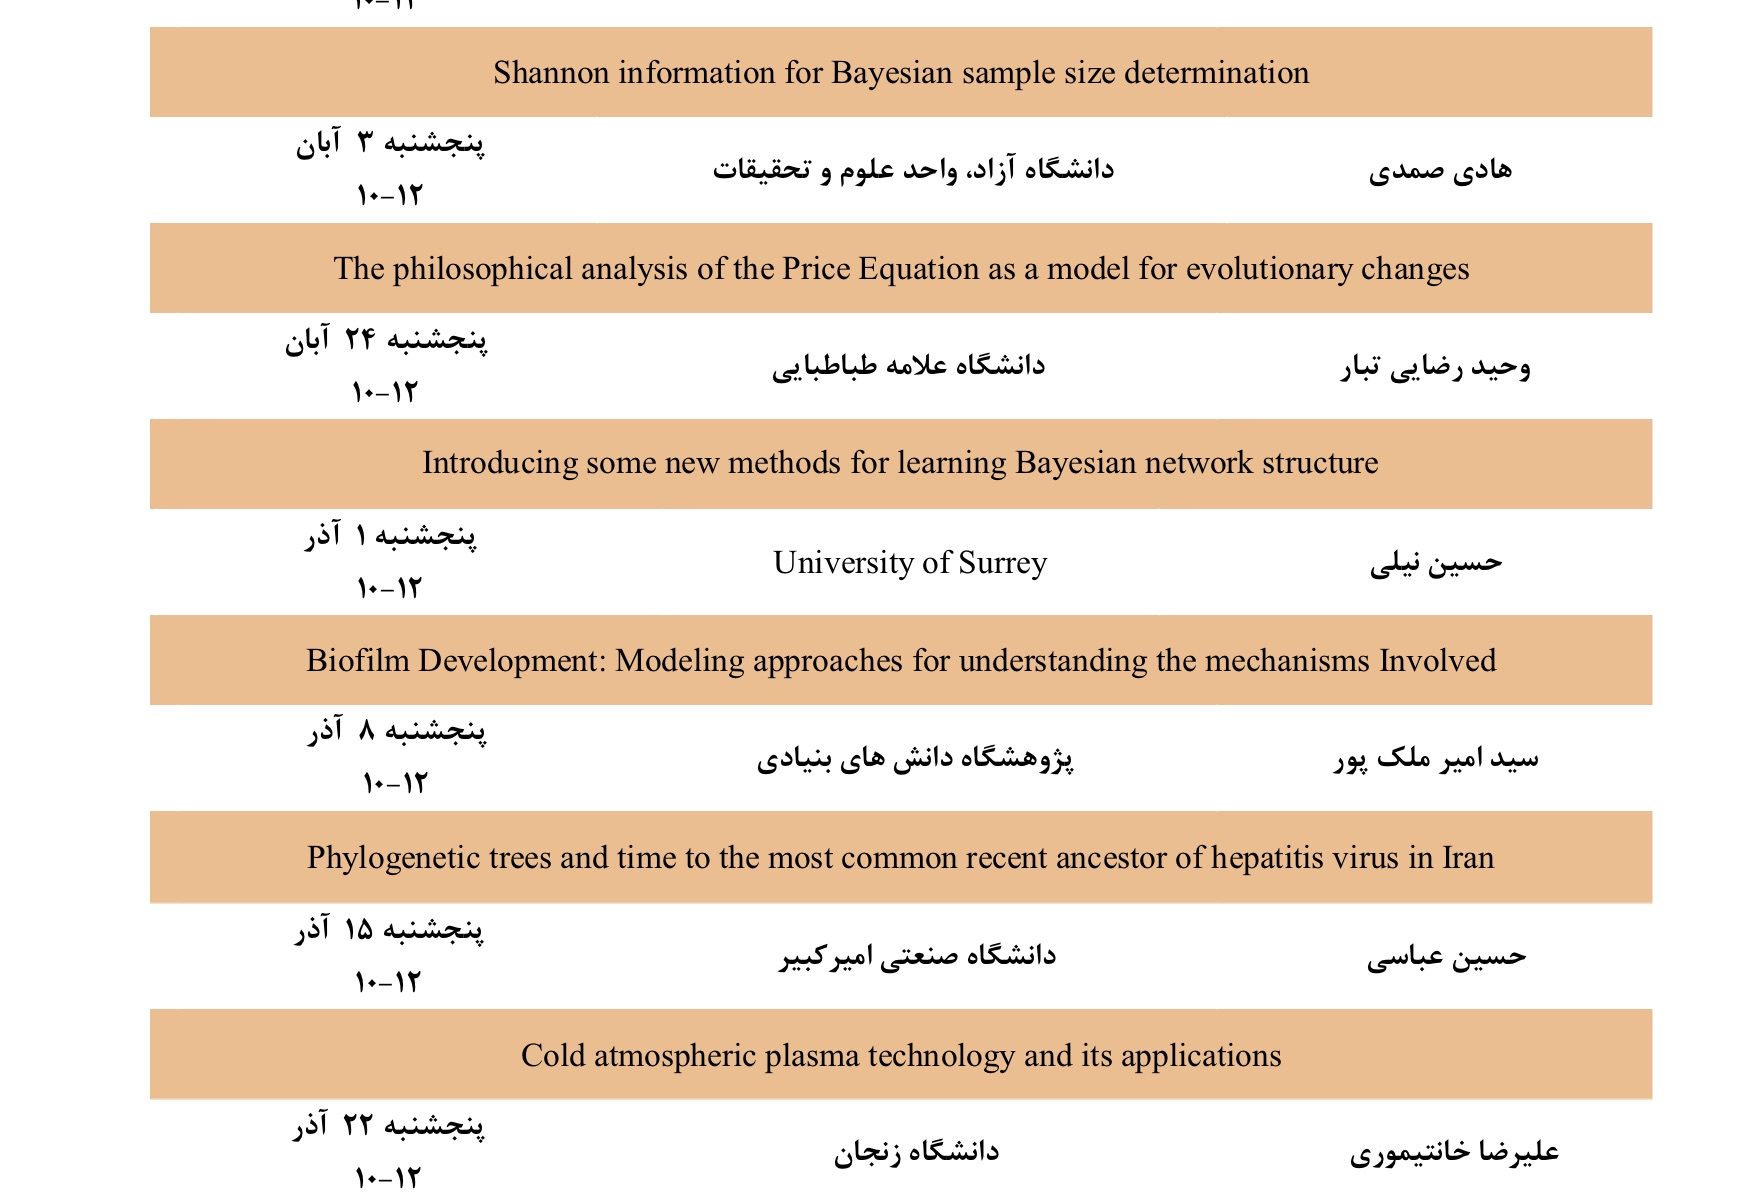 ۱۰-۱۲
Shannon information for Bayesian sample size determination
هادی صمدی
دانشگاه آزاد، واحد علوم و تحقیقات
پنجشنبه ۳ آبان
۱۰-۱۲
The philosophical analysis of the Price Equation as a model for evolutionary changes
وحید رضایی تبار
دانشگاه علامه طباطبایی
پنجشنبه ۲۴ آبان
۱۰-۱۲
Introducing some new methods for learning Bayesian network structure
حسین نیلی
University of Surrey
پنجشنبه ۱ آذر
۱۰-۱۲
Biofilm Development: Modeling approaches for understanding the mechanisms Involved
سید امیر ملک پور
پژوهشگاه دانش های بنیادی
پنجشنبه ۸ آذر
۱۰-۱۲
Phylogenetic trees and time to the most common recent ancestor of hepatitis virus in Iran
حسین عباسی
دانشگاه صنعتی امیرکبیر
پنجشنبه ۱۵ آذر
۱۰-۱۲
Cold atmospheric plasma technology and its applications
علیرضا خانتیموری
دانشگاه زنجان
پنجشنبه ۲۲ آذر
۱۰-۱۲